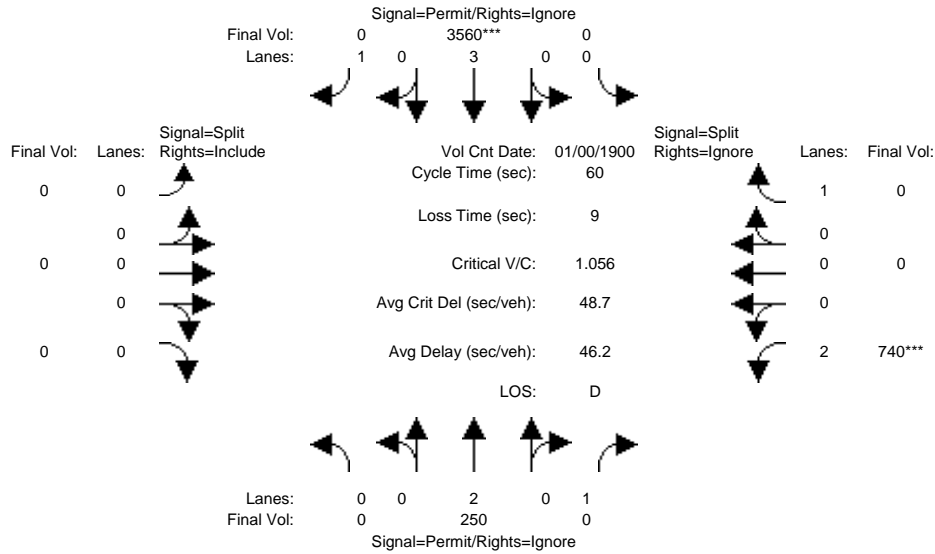 Signal=Permit/Rights=Ignore
Final Vol: 0 3560*** 0
Lanes: 1 0 3 0 0
Signal=Split Signal=Split
Final Vol: Lanes: Rights=Include Vol Cnt Date: 01/00/1900 Rights=Ignore Lanes: Final Vol:
Cycle Time (sec): 60
0 0 1 0
Loss Time (sec): 9
0 0
0 0 Critical V/C: 1.056 0 0
0 Avg Crit Del (sec/veh): 48.7 0
0 0 Avg Delay (sec/veh): 46.2 2 740***
LOS: D
Lanes: 0 0 2 0 1
Final Vol: 0 250 0
Signal=Permit/Rights=Ignore